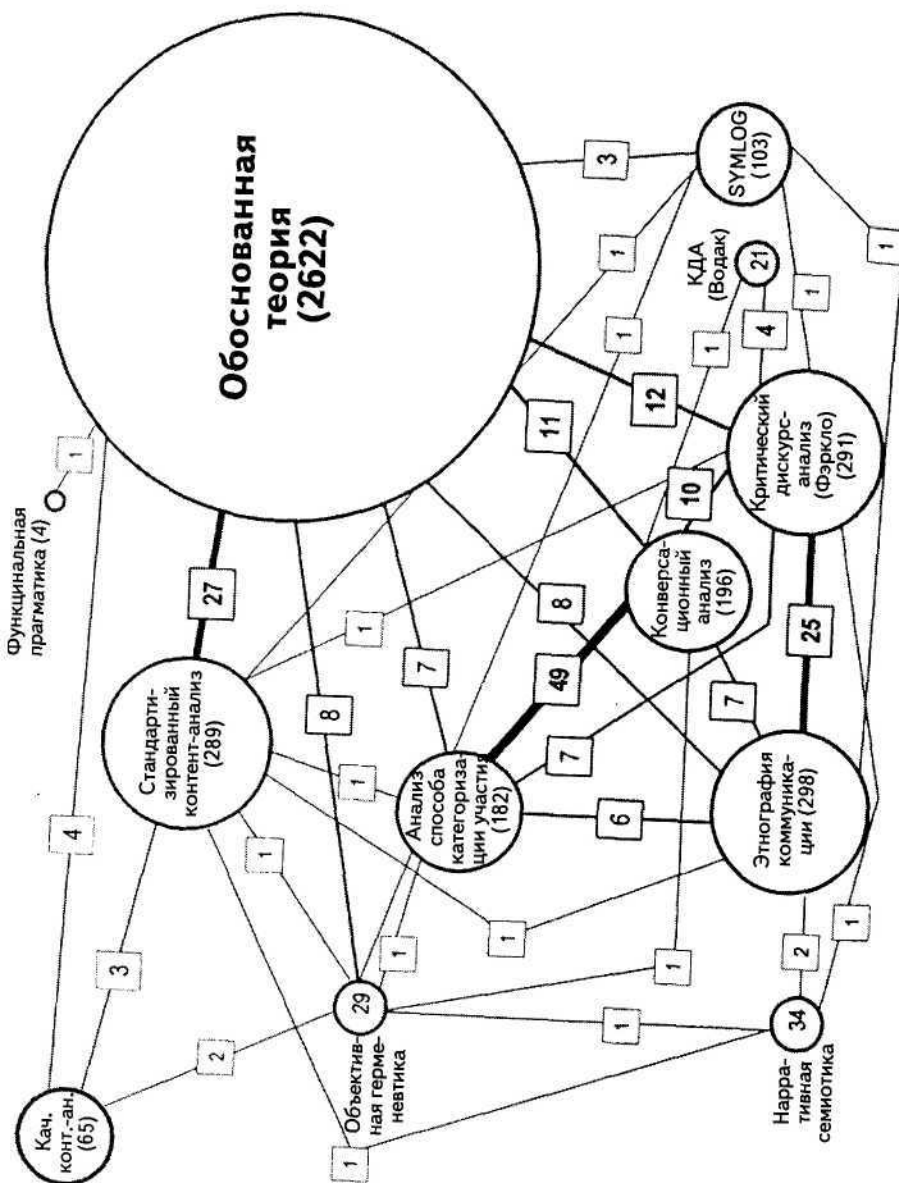 Функцинальная
прагматика (4)
Кач.
конт.-ан.
(65)
4
1
3
Стандарти-
зированный
контент-анализ
(289)
27
Обоснованная
теория
(2622)
2
1
8
1
29
Объектив-
ная герме-
невтика
1
1
1
7
Анализ
способа
категориза-
ции участия
(182)
1
49
8
11
7
6
1
1
3
1
1
Конверса-
ционный
анализ
(196)
12
10
1
7
SYMLOG
(103)
КДА
(Водак)
21
4
34
Нарра-
тивная
семиотика
2
Этнография
коммуника-
ции (298)
25
Критический
дискурс-
анализ
(Фэркло)
(291)
1
1
1